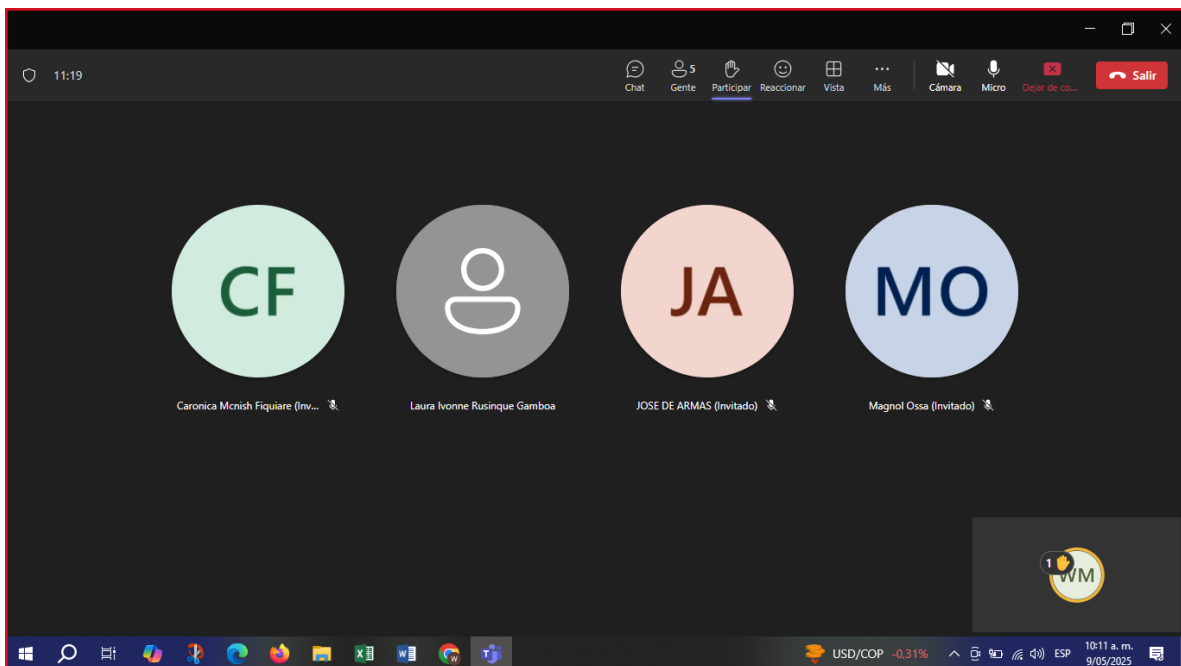 11:19
Chat
5
Gente
Participar
Reaccionar
Vista
Más
Cámara
Micro
Dejar de co...
Salir
CF
JA
MO
Caronica Mcnish Fiquiare (Inv...
Laura Ivonne Rusinque Gamboa
JOSE DE ARMAS (Invitado)
Magnol Ossa (Invitado)
1
WM
USD/COP -0,31%
ESP
10:11 a. m.
9/05/2025